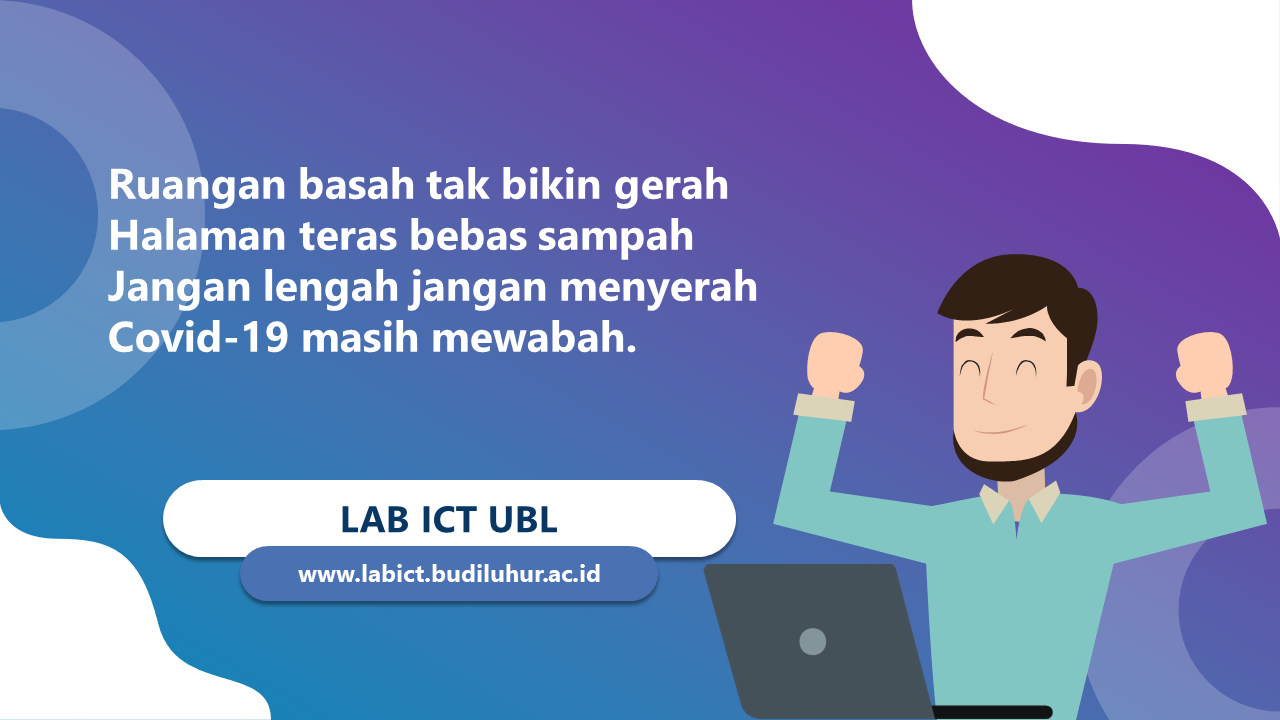 Ruangan basah tak bikin gerah
Halaman teras bebas sampah
Jangan lengah jangan menyerah
Covid-19 masih mewabah.
LAB ICT UBL
www.labict.budiluhur.ac.id